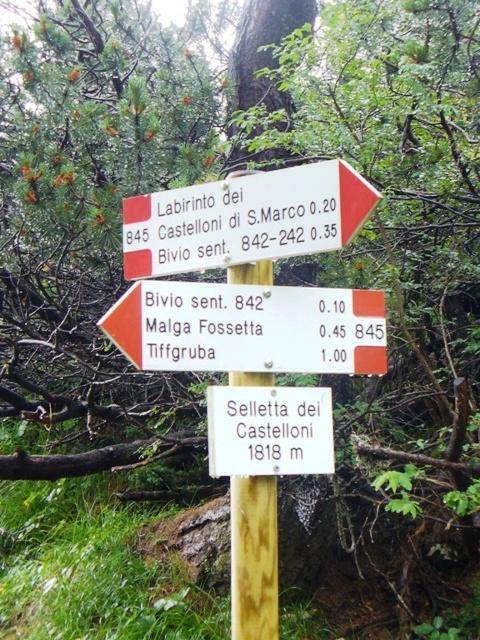 Labirinto dei
845 Castelloni di S.Marco 0.20
Bivio sent. 842-242 0.35
Bivio sent. 842 0.10
Malga Fossetta 0.45 845
Tiffgruba 1.00
Selletta dei
Castelloni
1818 m